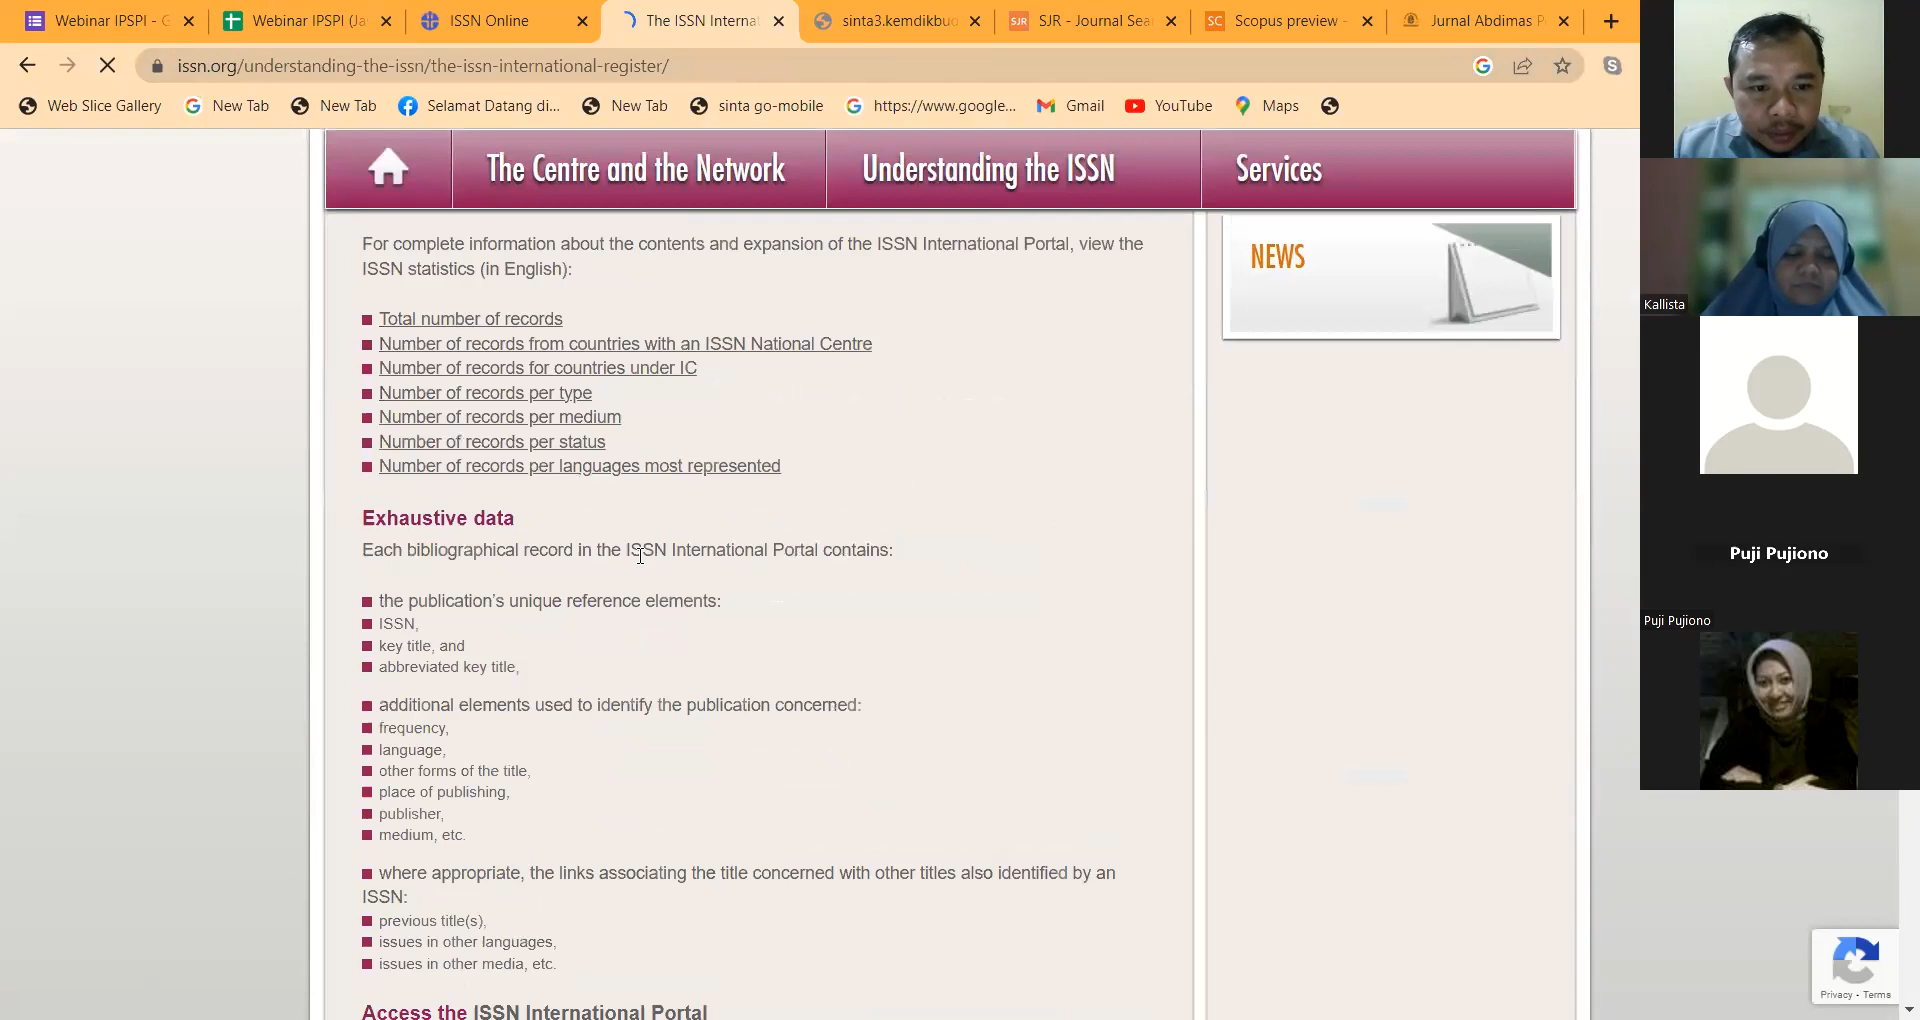 Webinar IPSPI - G
Webinar IPSPI (Ja
ISSN Online
The ISSN Interna
sinta3.kemdikbud
SJR
SJR - Journal Sea
SC
Scopus preview -
Jurnal Abdimas P
issn.org/understanding-the-issn/the-issn-international-register/
Web Slice Gallery
New Tab
New Tab
Selamat Datang di...
New Tab
sinta go-mobile
https://www.google...
Gmail
YouTube
Maps
The Centre and the Network
Understanding the ISSN
Services
For complete information about the contents and expansion of the ISSN International Portal, view the
ISSN statistics (in English):
Total number of records
Number of records from countries with an ISSN National Centre
Number of records for countries under IC
Number of records per type
Number of records per medium
Number of records per status
Number of records per languages most represented
Exhaustive data
Each bibliographical record in the ISSN International Portal contains:
the publication’s unique reference elements:
ISSN,
key title, and
abbreviated key title,
additional elements used to identify the publication concerned:
frequency,
language,
other forms of the title,
place of publishing,
publisher,
medium, etc.
where appropriate, the links associating the title concerned with other titles also identified by an
ISSN:
previous title(s),
issues in other languages,
issues in other media, etc.
Access the ISSN International Portal
NEWS
Kallista
Puji Pujiono
Puji Pujiono
Privacy - Terms